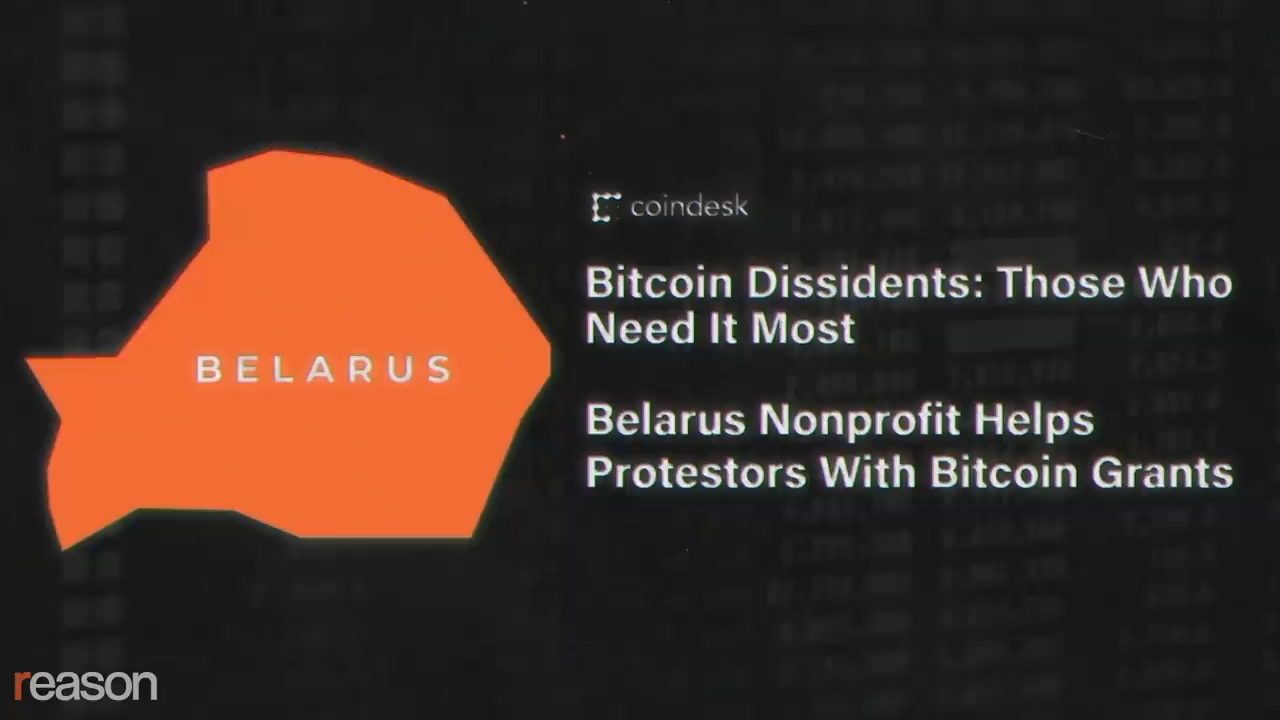 BELARUS
coindesk
Bitcoin Dissidents: Those Who
Need It Most
Belarus Nonprofit Helps
Protestors With Bitcoin Grants
reason